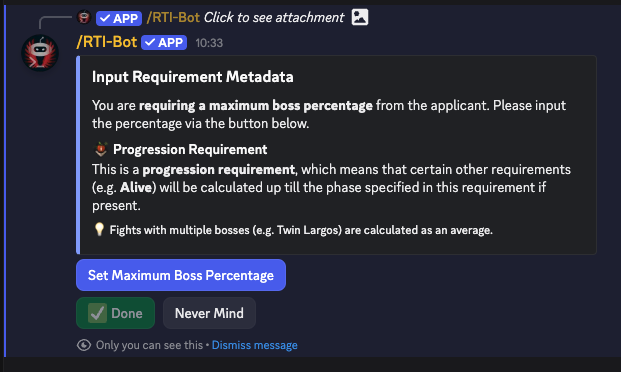 APP /RTI-Bot Click to see attachment
/RTI-Bot APP 10:33
Input Requirement Metadata
You are requiring a maximum boss percentage from the applicant. Please input
the percentage via the button below.
Progression Requirement
This is a progression requirement, which means that certain other requirements
(e.g. Alive) will be calculated up till the phase specified in this requirement if
present.
Fights with multiple bosses (e.g. Twin Largos) are calculated as an average.
Set Maximum Boss Percentage
Done Never Mind
Only you can see this • Dismiss message